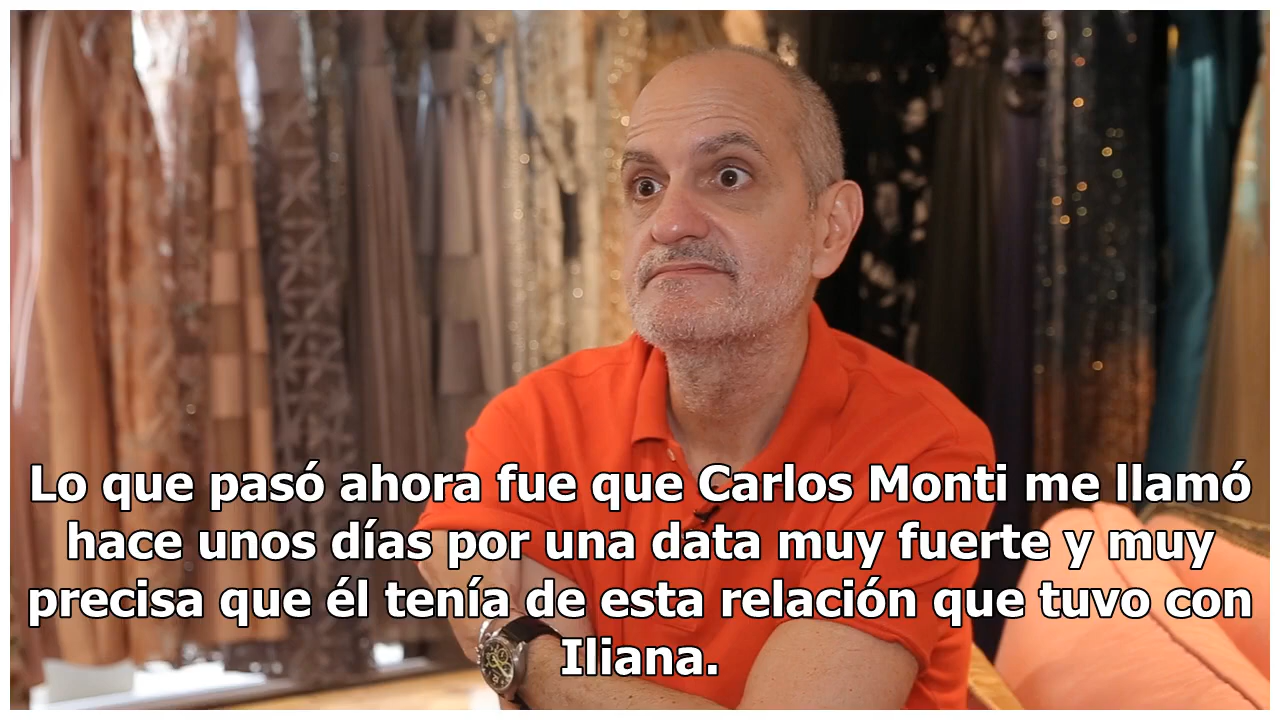 Lo que pasó ahora fue que Carlos Monti me llamó
hace unos días por una data muy fuerte y muy
precisa que él tenía de esta relación que tuvo con
Iliana.